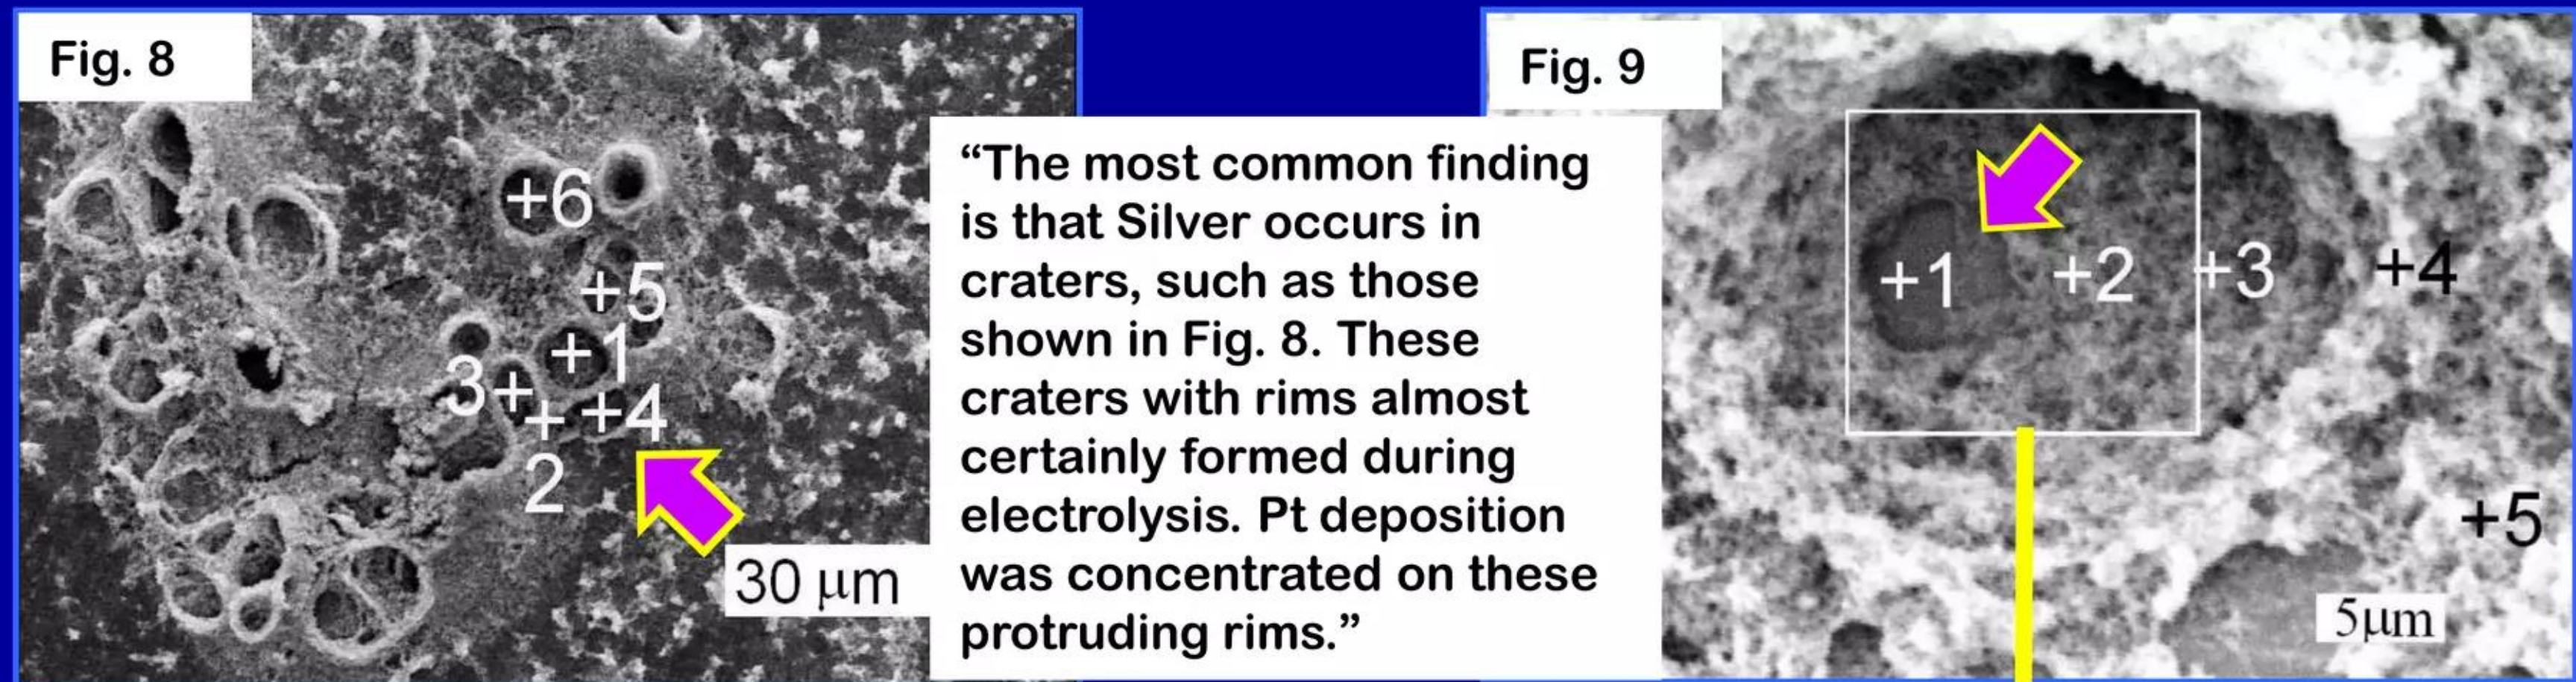 Fig. 8
+6
+5
+1
3+
+
+4
2
30 μm
“The most common finding
is that Silver occurs in
craters, such as those
shown in Fig. 8. These
craters with rims almost
certainly formed during
electrolysis. Pt deposition
was concentrated on these
protruding rims.”
Fig. 9
+1
+2
+3
+4
+5
5μm